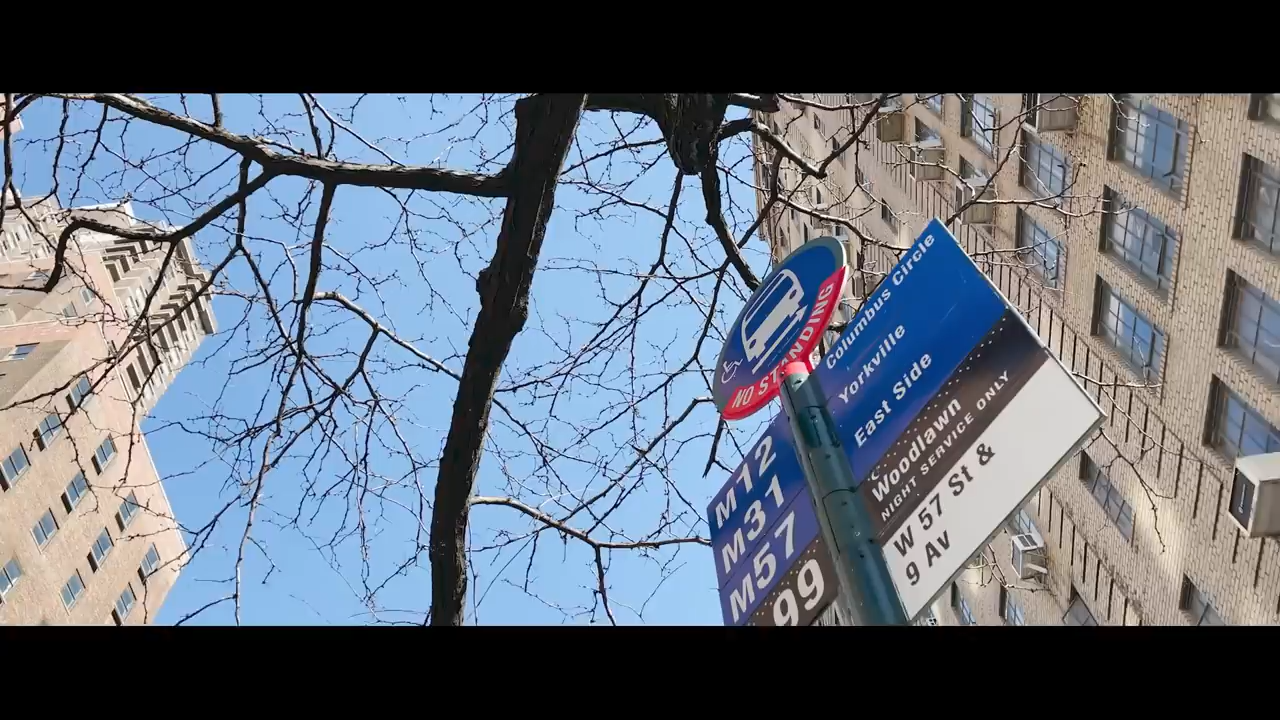 NO STANDING
M12 Columbus Circle
M31 Yorkville
M57 East Side
99 Woodlawn
NIGHT SERVICE ONLY
W 57 St &
9 Av